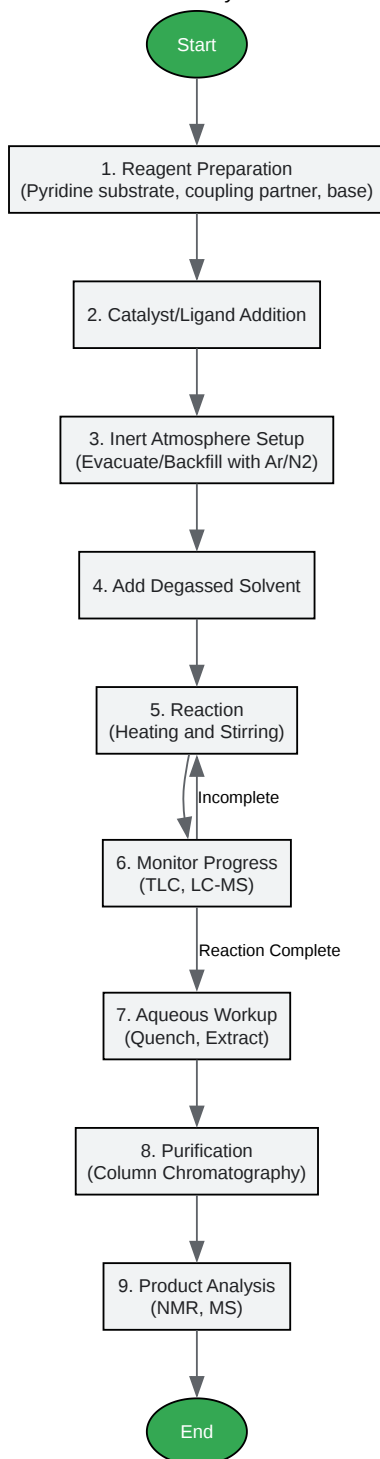 Start
1. Reagent Preparation
(Pyridine substrate, coupling partner, base)
2. Catalyst/Ligand Addition
3. Inert Atmosphere Setup
(Evacuate/Backfill with Ar/N2)
4. Add Degassed Solvent
5. Reaction
(Heating and Stirring)
Incomplete
6. Monitor Progress
(TLC, LC-MS)
Reaction Complete
7. Aqueous Workup
(Quench, Extract)
8. Purification
(Column Chromatography)
9. Product Analysis
(NMR, MS)
End